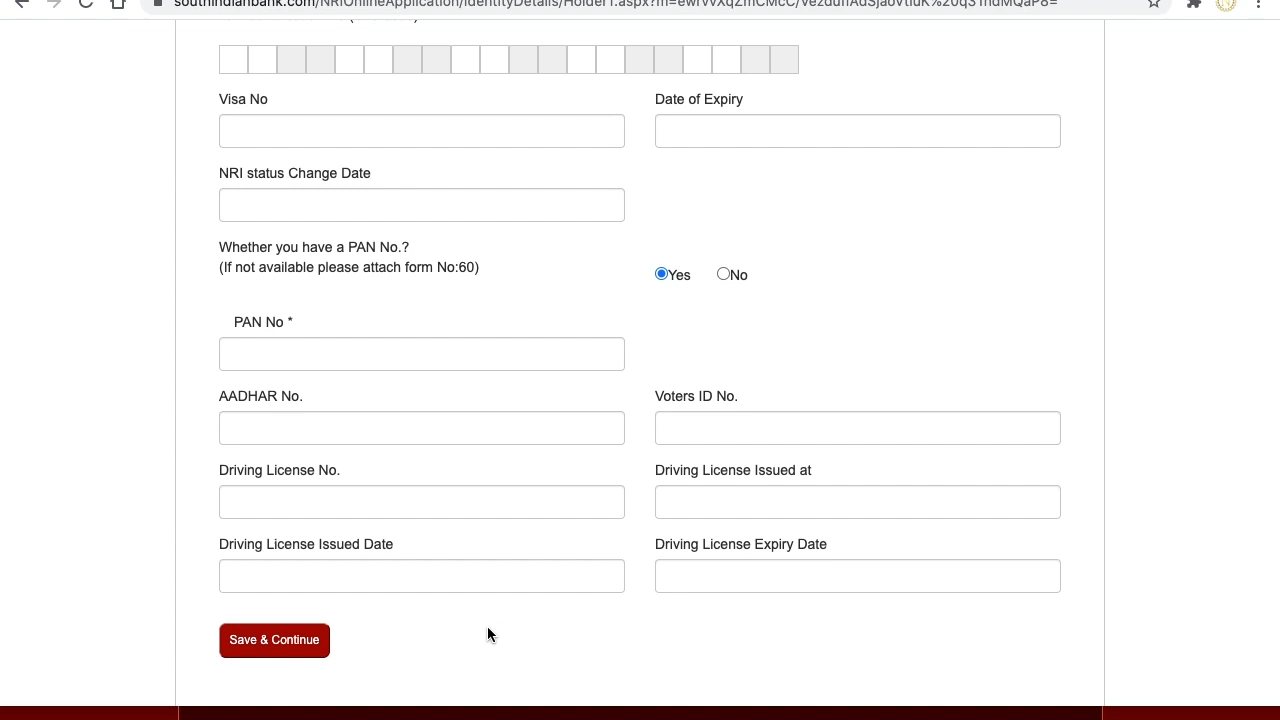 Visa No
Date of Expiry
NRI status Change Date
Whether you have a PAN No.?
(If not available please attach form No:60)
Yes No
PAN No *
AADHAR No.
Voters ID No.
Driving License No.
Driving License Issued at
Driving License Issued Date
Driving License Expiry Date
Save & Continue